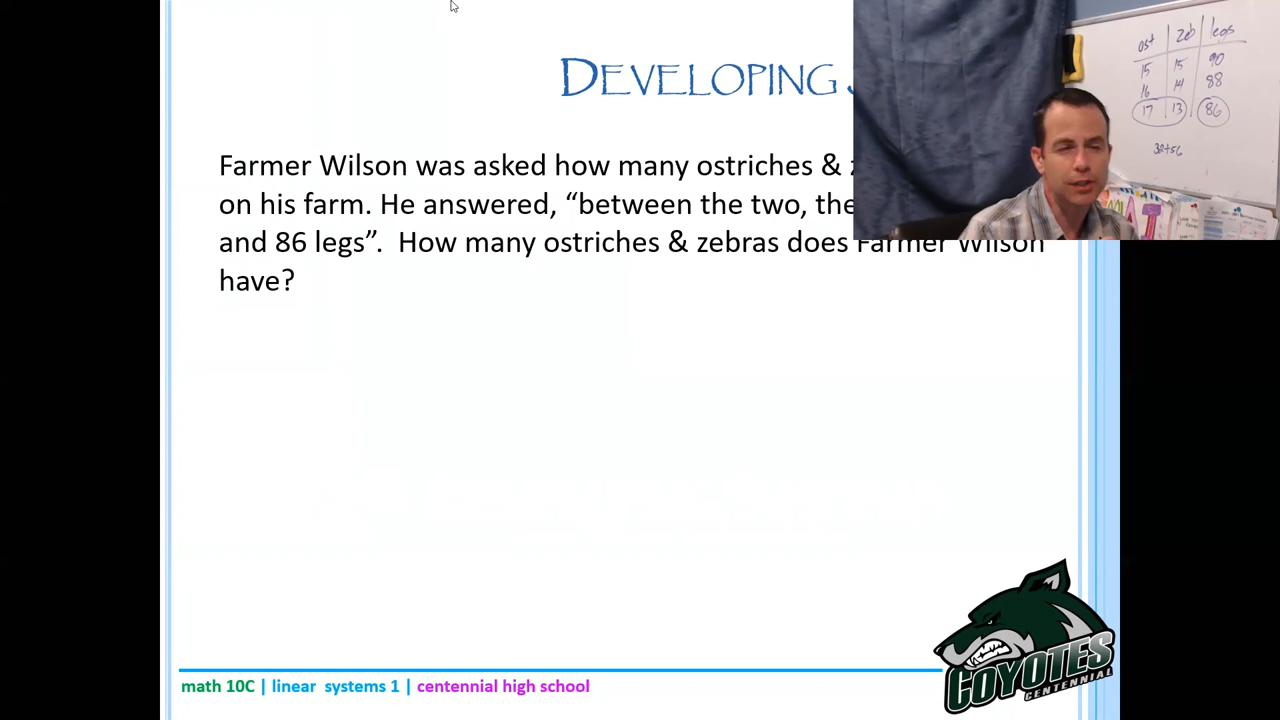 DEVELOPING
Farmer Wilson was asked how many ostriches &
on his farm. He answered, “between the two, the
and 86 legs”. How many ostriches & zebras does Farmer Wilson
have?
ost zeb legs
15 15 90
16 14 88
17 13 86
COYOTES
CENTENNIAL
math 10C | linear systems 1 | centennial high school